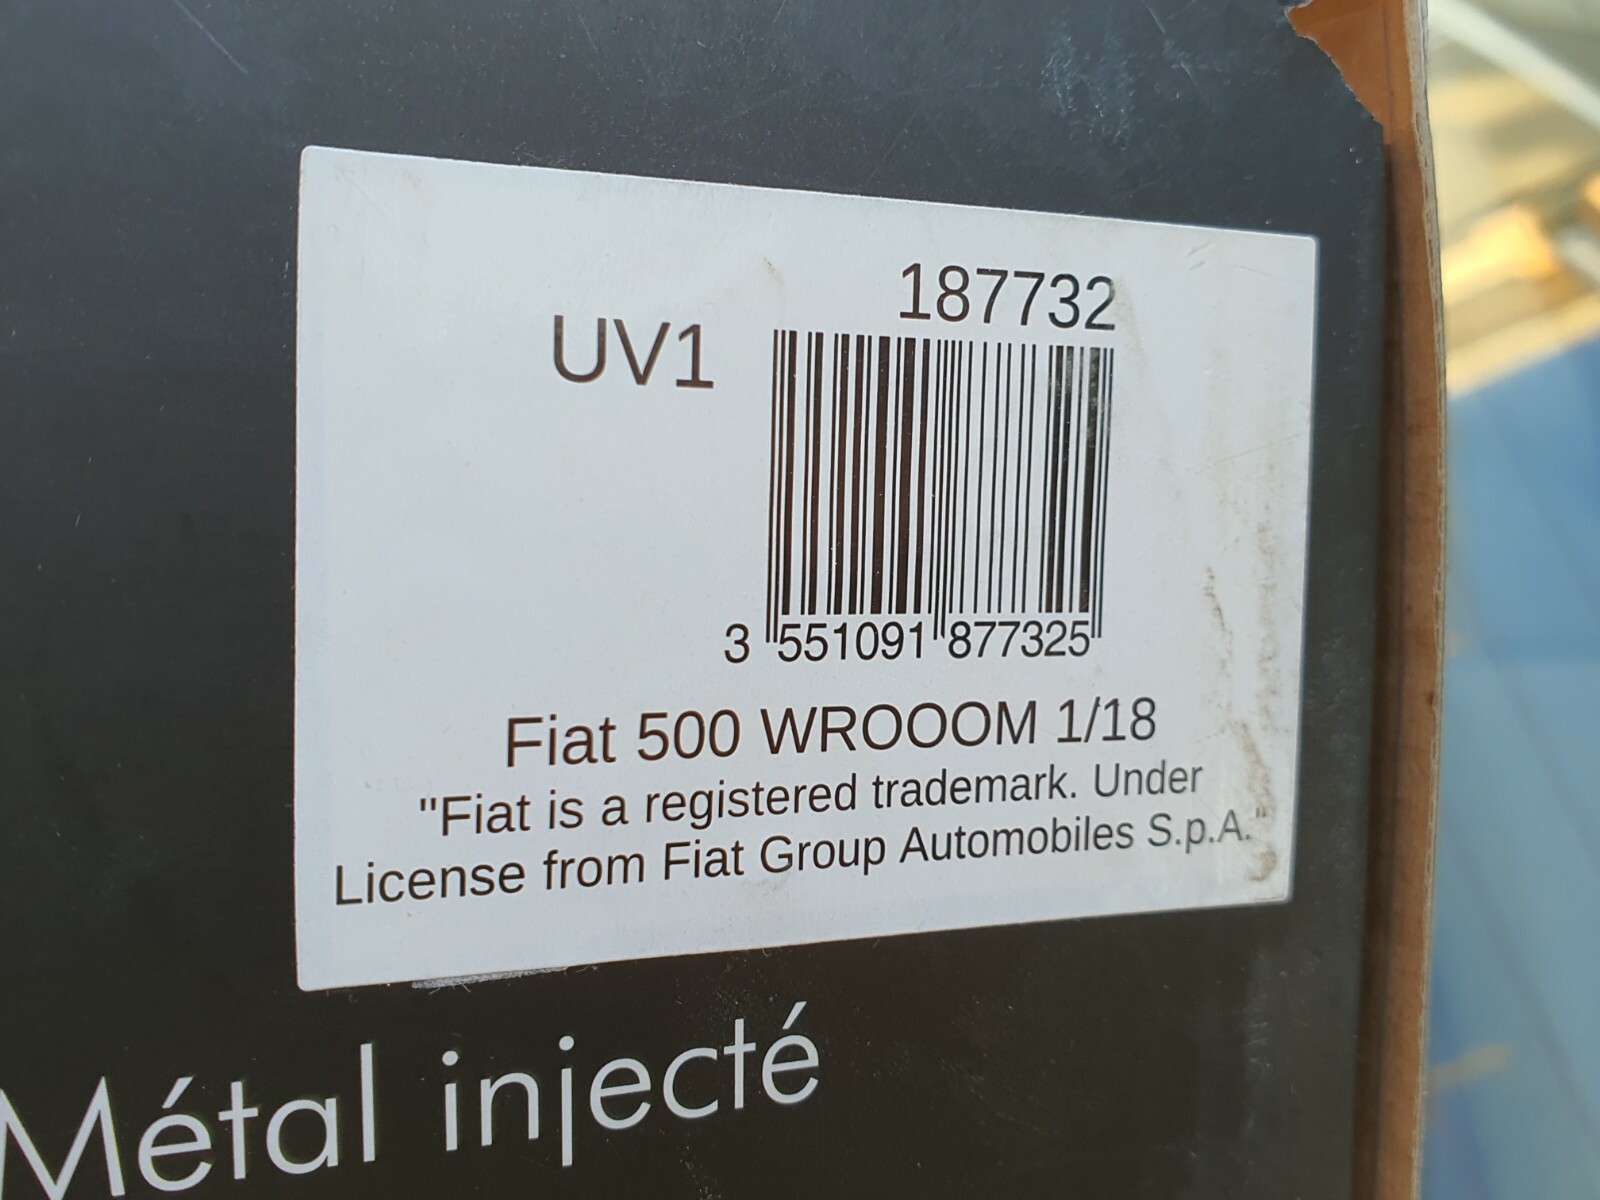 187732
UV1
3 551091 877325
Fiat 500 WROOOM 1/18
"Fiat is a registered trademark. Under
License from Fiat Group Automobiles S.p.A."
Métal injecté